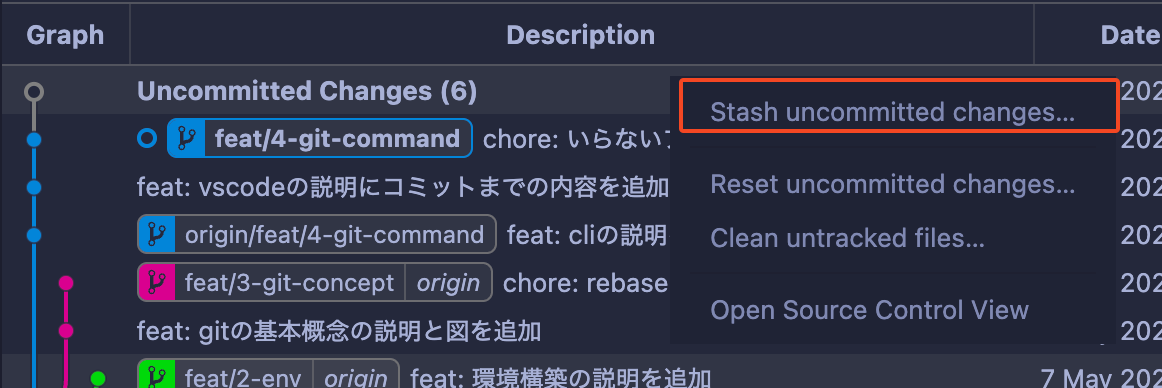 Graph Description Date
Uncommitted Changes (6) 202
Stash uncommitted changes...
feat/4-git-command chore: いらない 202
feat: vscodeの説明にコミットまでの内容を追加 202
Reset uncommitted changes...
origin/feat/4-git-command feat: cliの説明 202
Clean untracked files...
feat/3-git-concept origin chore: rebase 202
Open Source Control View
feat: gitの基本概念の説明と図を追加 202
feat/2-env origin feat: 環境構築の説明を追加 7 May 202